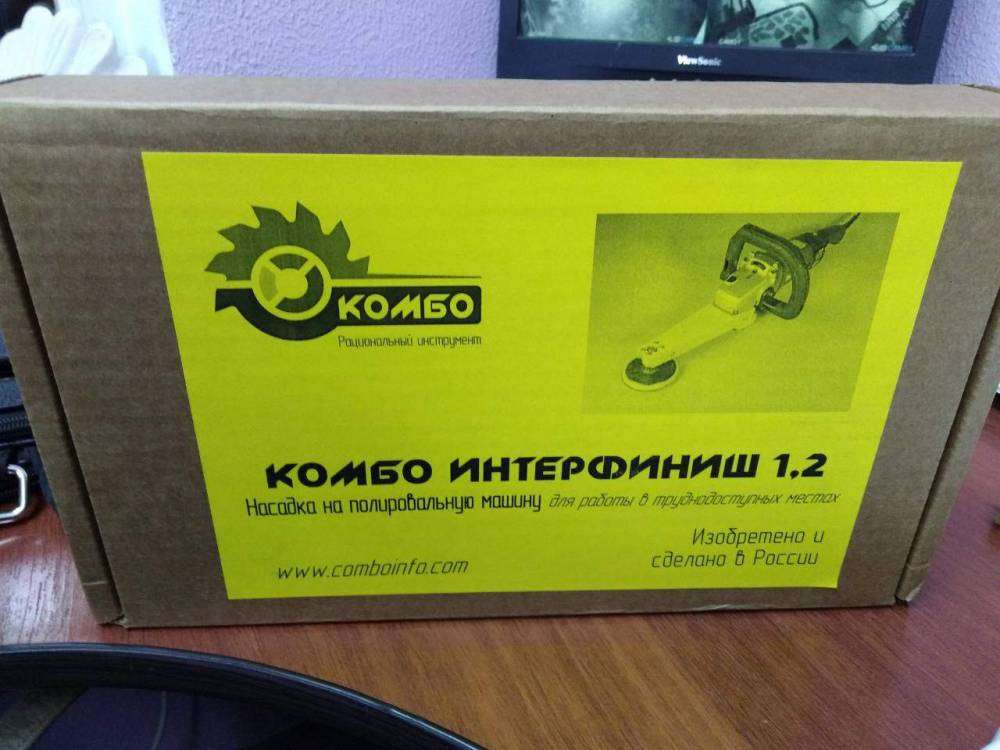 ViewSonic
КОМБО
Рациональный инструмент
КОМБО ИНТЕРФИНИШ 1,2
Насадка на полировальную машину для работы в труднодоступных местах
Изобретено и
сделано в России
www.comboinfo.com